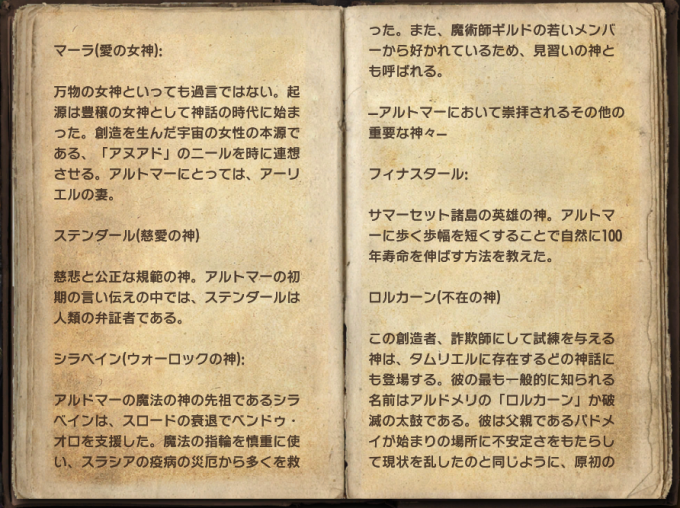 マーラ(愛の女神):
万物の女神といっても過言ではない。起
源は豊穣の女神として神話の時代に始ま
った。創造を生んだ宇宙の女性の本源で
ある、「アヌアド」のニールを時に連想
させる。アルトマーにとっては、アーリ
エルの妻。
ステンダール(慈愛の神)
慈悲と公正な規範の神。アルトマーの初
期の言い伝えの中では、ステンダールは
人類の弁証者である。
シラベイン(ウォーロックの神):
アルドマーの魔法の神の先祖であるシラ
ベインは、スロードの衰退でベンドゥ・
オロを支援した。魔法の指輪を慎重に使
い、スラシアの疫病の災厄から多くを救
った。また、魔術師ギルドの若いメンバ
ーから好かれているため、見習いの神と
も呼ばれる。
—アルトマーにおいて崇拝されるその他の
重要な神々—
フィナスタール:
サマーセット諸島の英雄の神。アルトマ
ーに歩く歩幅を短くすることで自然に100
年寿命を伸ばす方法を教えた。
ロルカーン(不在の神)
この創造者、詐欺師にして試練を与える
神は、タムリエルに存在するどの神話に
も登場する。彼の最も一般的に知られる
名前はアルドメリの「ロルカーン」か破
滅の太鼓である。彼は父親であるパドメ
イが始まりの場所に不安定さをもたらし
て現状を乱したのと同じように、原初の